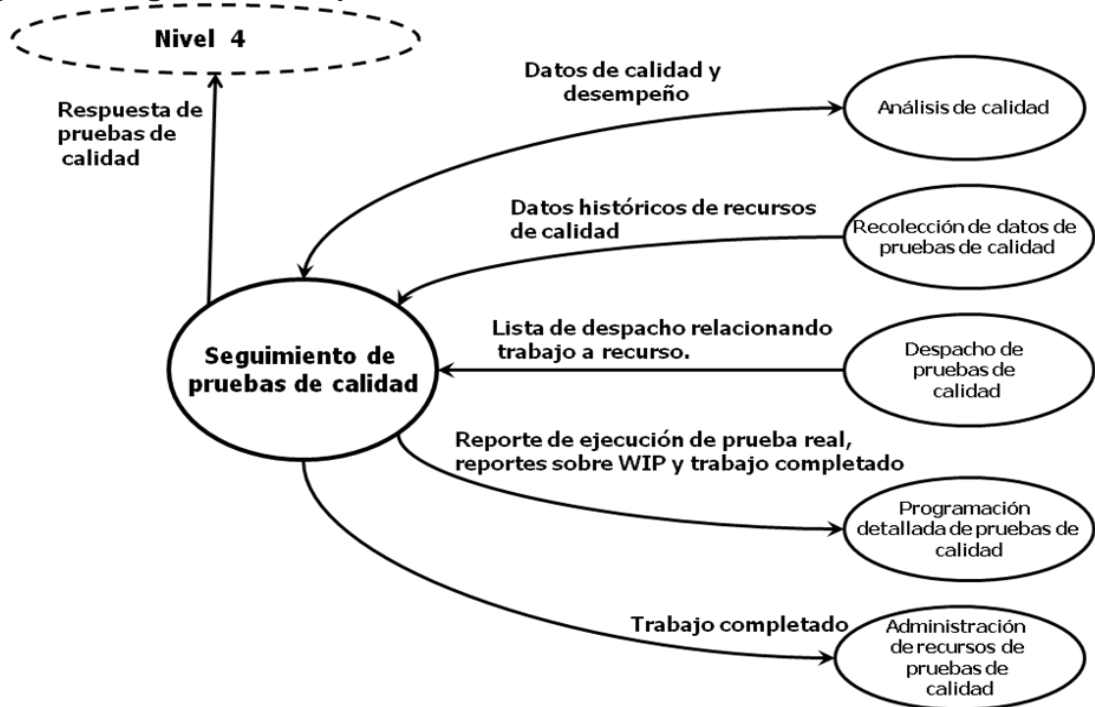 Nivel 4
Respuesta de
pruebas de
calidad
Datos de calidad y
desempeño
Análisis de calidad
Datos históricos de recursos
de calidad
Recolección de datos de
pruebas de calidad
Seguimiento de
pruebas de calidad
Lista de despacho relacionando
trabajo a recurso.
Despacho de
pruebas de
calidad
Reporte de ejecución de prueba real,
reportes sobre WIP y trabajo completado
Programación
detallada de pruebas de
calidad
Trabajo completado
Administración
de recursos de
pruebas de
calidad